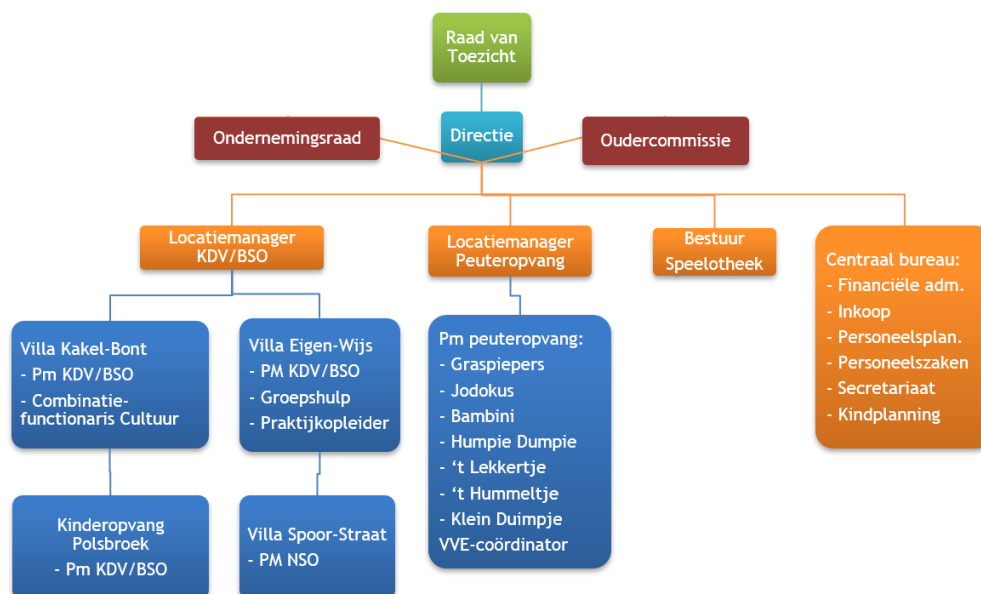 Raad van
Toezicht
Ondernemingsraad
Directie
Oudercommissie
Locatiemanager
KDV/BSO
Locatiemanager
Peuteropvang
Bestuur
Speelotheek
Centraal bureau:
- Financiële adm.
- Inkoop
- Personeelsplan.
- Personeelszaken
- Secretariaat
- Kindplanning
Villa Kakel-Bont
- Pm KDV/BSO
- Combinatie-
functionaris Cultuur
Villa Eigen-Wijs
- PM KDV/BSO
- Groepshulp
- Praktijkopleider
Pm peuteropvang:
- Graspiepers
- Jodokus
- Bambini
- Humpie Dumpie
- ‘t Lekkertje
- ‘t Hummeltje
- Klein Duimpje
VVE-coördinator
Kinderopvang
Polsbroek
- Pm KDV/BSO
Villa Spoor-Straat
- PM NSO